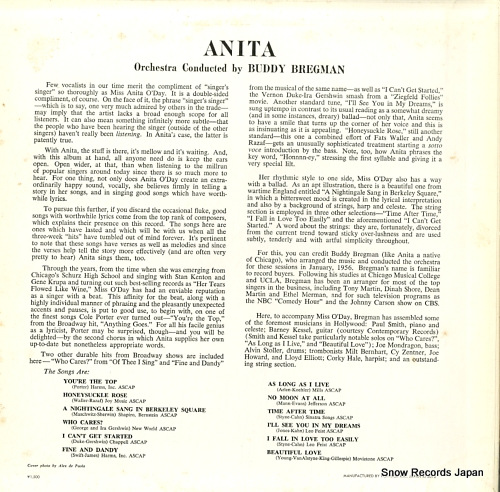 ANITA
Orchestra Conducted by BUDDY BREGMAN
Few vocalists in our time merit the compliment of "singer's
singer" so thoroughly as Miss Anita O'Day. It is a double-sided
compliment, of course. On the face of it, the phrase "singer's singer"
—which is to say, one very much admired by others in the trade—
may imply that the artist lacks a broad enough scope for all
listeners. It can also mean something infinitely more subtle—that
the people who have been hearing the singer (outside of the other
singers) haven't really been listening. In Anita's case, the latter is
patently true.
With Anita, the stuff is there, it's mellow and it's waiting. And,
with this album at hand, all anyone need do is keep the ears
open. Open wider, at that, than when listening to the milirart
of popular singers around today since there is so much more to
hear. For one thing, not only does Anita O'Day create an extra-
ordinarily happy sound, vocally, she believes firmly in telling a
story in her songs, and in singing good songs which have worth-
while lyrics.
To pursue this further, if you discard the occasional fluke, good
songs with worthwhile lyrics come from the top rank of composers,
which explains their presence on this record. The songs here are
ones which have lasted and which will be with us when all the
three-week "hits" have tumbled out of mind forever. It's pertinent
to note that these songs have verses as well as melodies and since
the verses help tell the story more effectively (and are often very
pretty to hear) Anita sings them, too.
Through the years, from the time when she was emerging from
Chicago's Schurz High School and singing with Stan Kenton and
Gene Krupa and turning out such best-selling records as "Her Tears
Flowed Like Wine," Miss O'Day has had an enviable reputation
as a singer with a beat. This affinity for the beat, along with a
highly individual manner of phrasing and the pleasantly unexpected
accents and pauses, is put to good use, to begin with, on one of
the finest songs Cole Porter ever turned out—"You're the Top,"
from the Broadway hit, "Anything Goes." For all his facile genius
as a lyricist, Porter may be surprised, though—and you will be
delighted—by the second chorus in which Anita supplies her own
up-to-date but nonetheless appropriate words.
Two other durable hits from Broadway shows are included
here—"Who Cares?" from "Of Thee I Sing" and "Fine and Dandy"
from the musical of the same name—as well as "I Can't Get Started,"
the Vernon Duke-Ira Gershwin smash from a "Ziegfeld Follies"
movie. Another standard tune, "I'll See You in My Dreams," is
sung uptempo in contrast to its usual reading as a somewhat dreamy
(and in some instances, dreary) ballad—not only that, Anita seems
to have a smile that turns up the corner of her voice and this is
as insinuating as it is appealing. "Honeysuckle Rose," still another
standard—this one a combined effort of Fats Waller and Andy
Razaf—gets an unusually sophisticated treatment starting a sotto
voce introduction by the bass. Note, too, how Anita phrases the
key word, "Honnnn-ey," stressing the first syllable and giving it a
very special lilt.
Her rhythmic style to one side, Miss O'Day also has a way
with a ballad. As an apt illustration, there is a beautiful one from
wartime England entitled "A Nightingale Sang in Berkeley Square,"
in which a bittersweet mood is created in the lyrical interpretation
and also by a background of strings, harp and celeste. The string
section is employed in three other selections—"Time After Time,"
"I Fall in Love Too Easily" and the aforementioned "I Can't Get
Started." A word about the strings: they are, fortunately, divorced
from the current trend toward syrupy over-lushness and are used
subtly, tenderly and with artful simplicity throughout.
For this, you can credit Buddy Bregman (like Anita a native
of Chicago), who arranged the music and conducted the orchestra
for these sessions in January, 1956. Bregman's name is familiar
to record buyers. Following his studies at Chicago Musical College
and UCLA, Bregman has been an arranger for most of the top
singers in the business, including Tony Martin, Dinah Shore, Dean
Martin and Ethel Merman, and for such television programs as
the NBC "Comedy Hour" and the Johnny Carson show on CBS.
Here, to accompany Miss O'Day, Bregman has assembled some
of the foremost musicians in Hollywood: Paul Smith, piano and
celeste; Barney Kessel, guitar (courtesy Contemporary Records)
(Smith and Kessel take particularly notable solos on "Who Cares?",
"As Long as I Live," and "Beautiful Love"); Joe Mondragon, bass;
Alvin Stoller, drums; trombonists Milt Bernhart, Cy Zentner, Joe
Howard, and Lloyd Elliott; Corky Hale, harpist; and an outstand-
ing string section.
The Songs Are:
YOU'RE THE TOP
(Porter) Harms, Inc. ASCAP
HONEYSUCKLE ROSE
(Waller-Razaf) Joy Music ASCAP
A NIGHTINGALE SANG IN BERKELEY SQUARE
(Maschwitz-Sherwin) Shapiro, Bernstein ASCAP
WHO CARES?
(George and Ira Gershwin) New World ASCAP
I CAN'T GET STARTED
(Duke-Gershwin) Chappell ASCAP
FINE AND DANDY
(Swift-James) Harms, Inc. ASCAP
AS LONG AS I LIVE
(Arlen-Koehler) Mills ASCAP
NO MOON AT ALL
(Mann-Evans) Jefferson ASCAP
TIME AFTER TIME
(Styne-Cahn) Sinatra Songs ASCAP
I'LL SEE YOU IN MY DREAMS
(Jones-Kahn) Leo Feist ASCAP
I FALL IN LOVE TOO EASILY
(Styne-Cahn) Leo Feist ASCAP
BEAUTIFUL LOVE
(Young-VanAlstyne-King-Gillespie) Movietone ASCAP
Cover photo by Alex de Paola
¥1,500
MANUFACTURED BY
Snow Records Japan